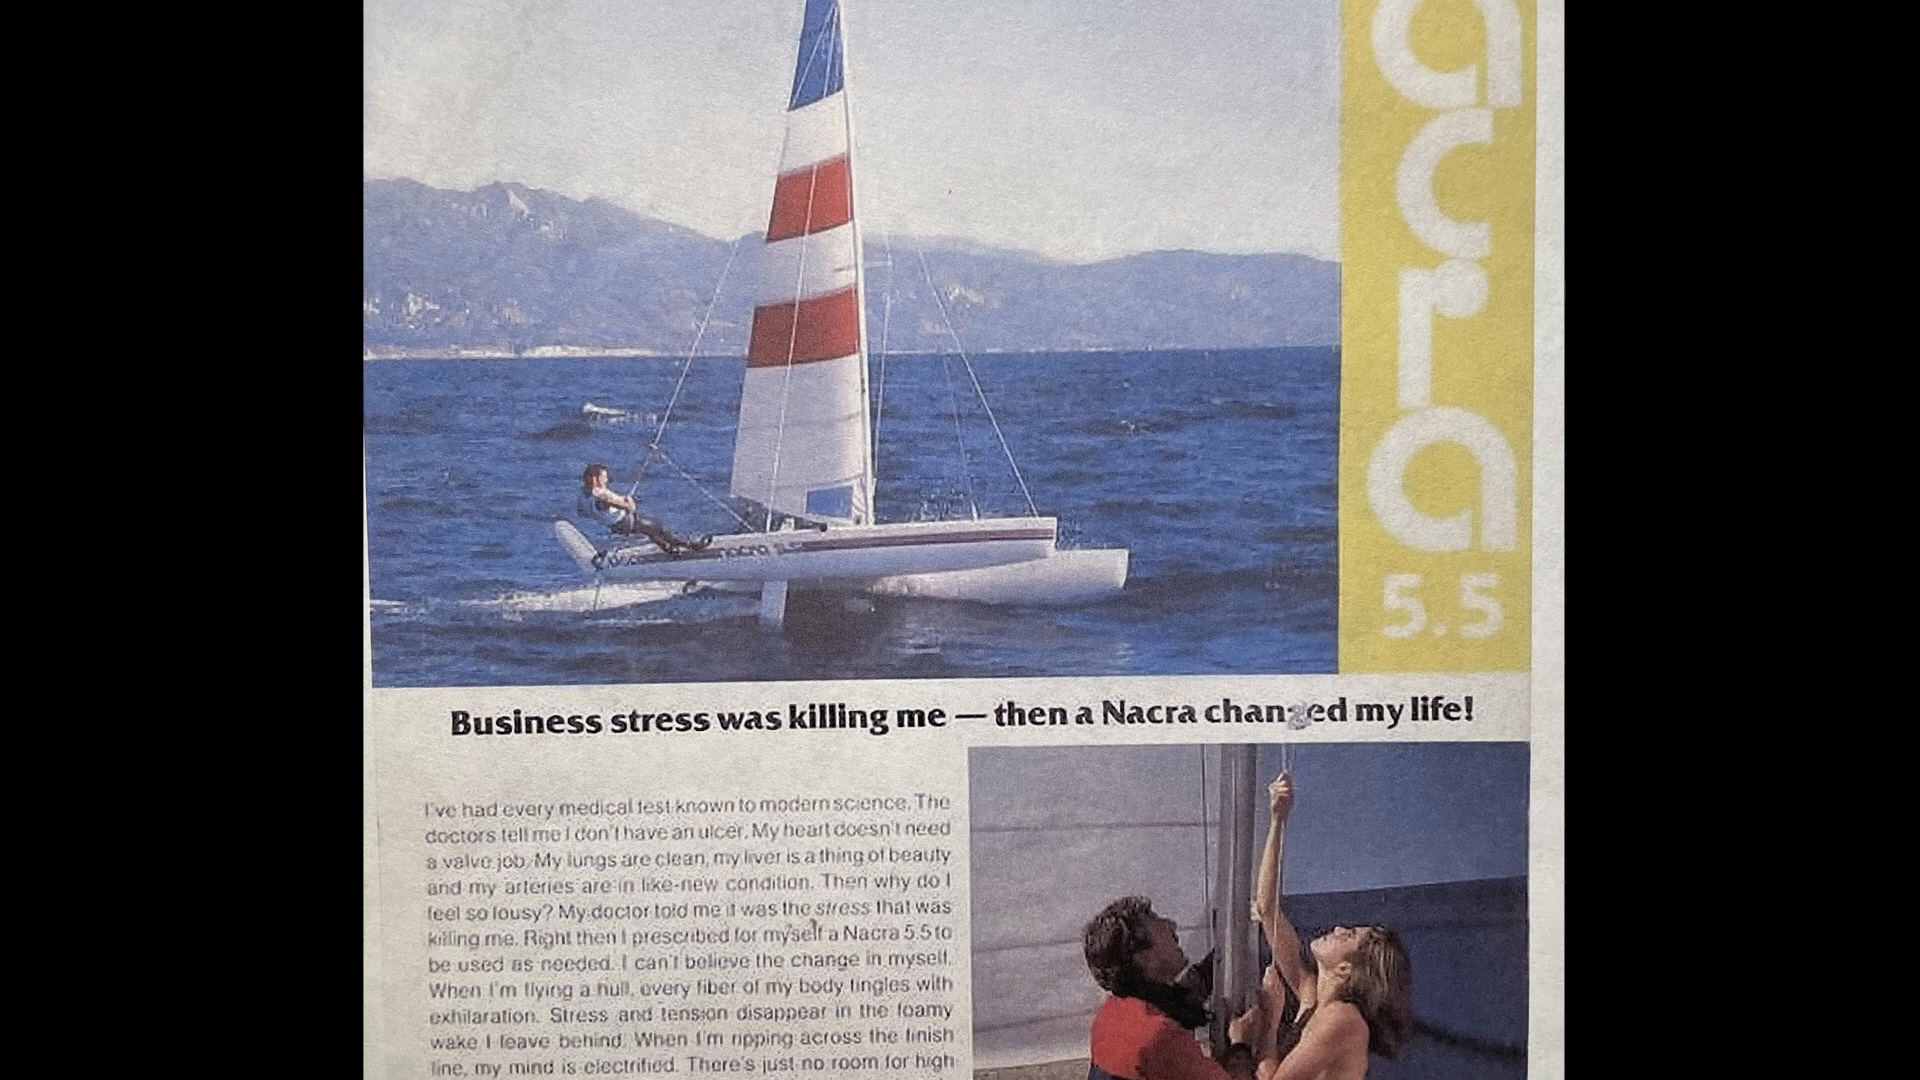 acra
5.5
nacra 5.5
Business stress was killing me — then a Nacra changed my life!
I've had every medical test known to modern science. The
doctors tell me I don't have an ulcer. My heart doesn't need
a valve job. My lungs are clean, my liver is a thing of beauty
and my arteries are in like-new condition. Then why do I
feel so lousy? My doctor told me it was the stress that was
killing me. Right then I prescribed for myself a Nacra 5.5 to
be used as needed. I can't believe the change in myself.
When I'm flying a hull, every fiber of my body tingles with
exhilaration. Stress and tension disappear in the foamy
wake I leave behind. When I'm ripping across the finish
line, my mind is electrified. There's just no room for high